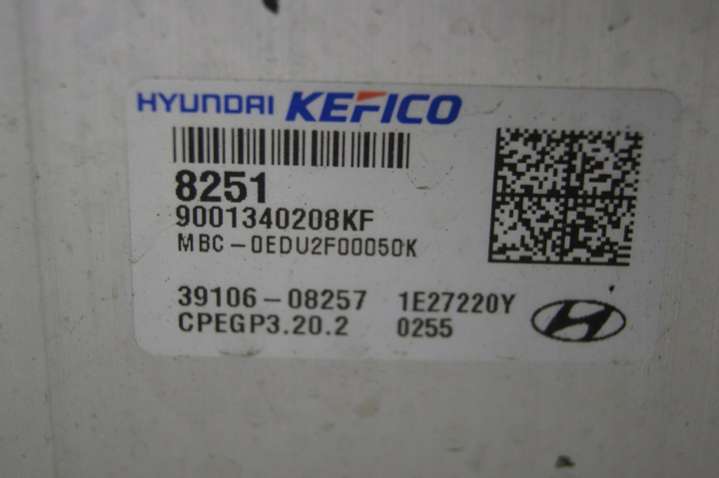 HYUNDAI KEFICO
8251
9001340208KF
MBC-0EDU2F00050K
39106-08257 1E27220Y
CPEGP3.20.2 0255